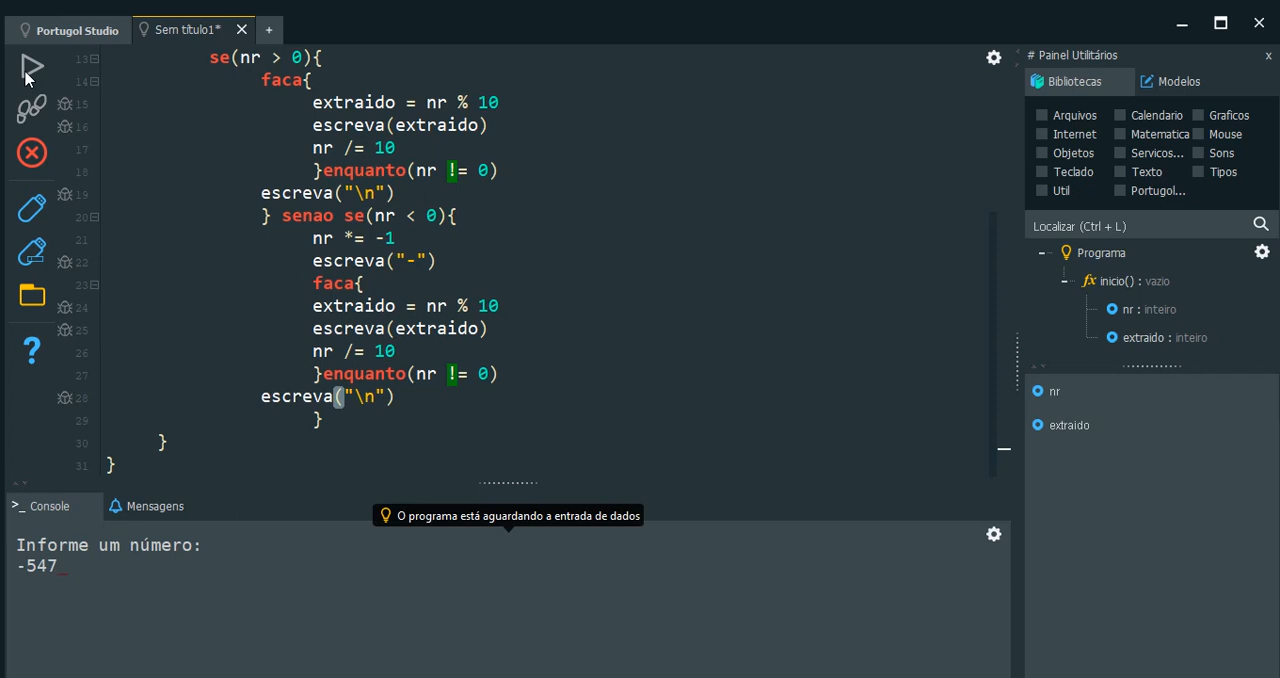 Portugol Studio
Sem título1*
+
13 se(nr > 0){
14 faca{
15 extraido = nr % 10
16 escreva(extraido)
17 nr /= 10
18 }enquanto(nr != 0)
19 escreva("\n")
20 } senao se(nr < 0){
21 nr *= -1
22 escreva("-")
23 faca{
24 extraido = nr % 10
25 escreva(extraido)
26 nr /= 10
27 }enquanto(nr != 0)
28 escreva("\n")
29 }
30 }
31 }
?
>_ Console
Mensagens
O programa está aguardando a entrada de dados
Informe um número:
-547_
# Painel Utilitários x
Bibliotecas Modelos
Arquivos Calendario Graficos
Internet Matematica Mouse
Objetos Servicos... Sons
Teclado Texto Tipos
Util Portugol...
Localizar (Ctrl + L)
Programa
fx inicio() : vazio
nr : inteiro
extraido : inteiro
nr
extraido